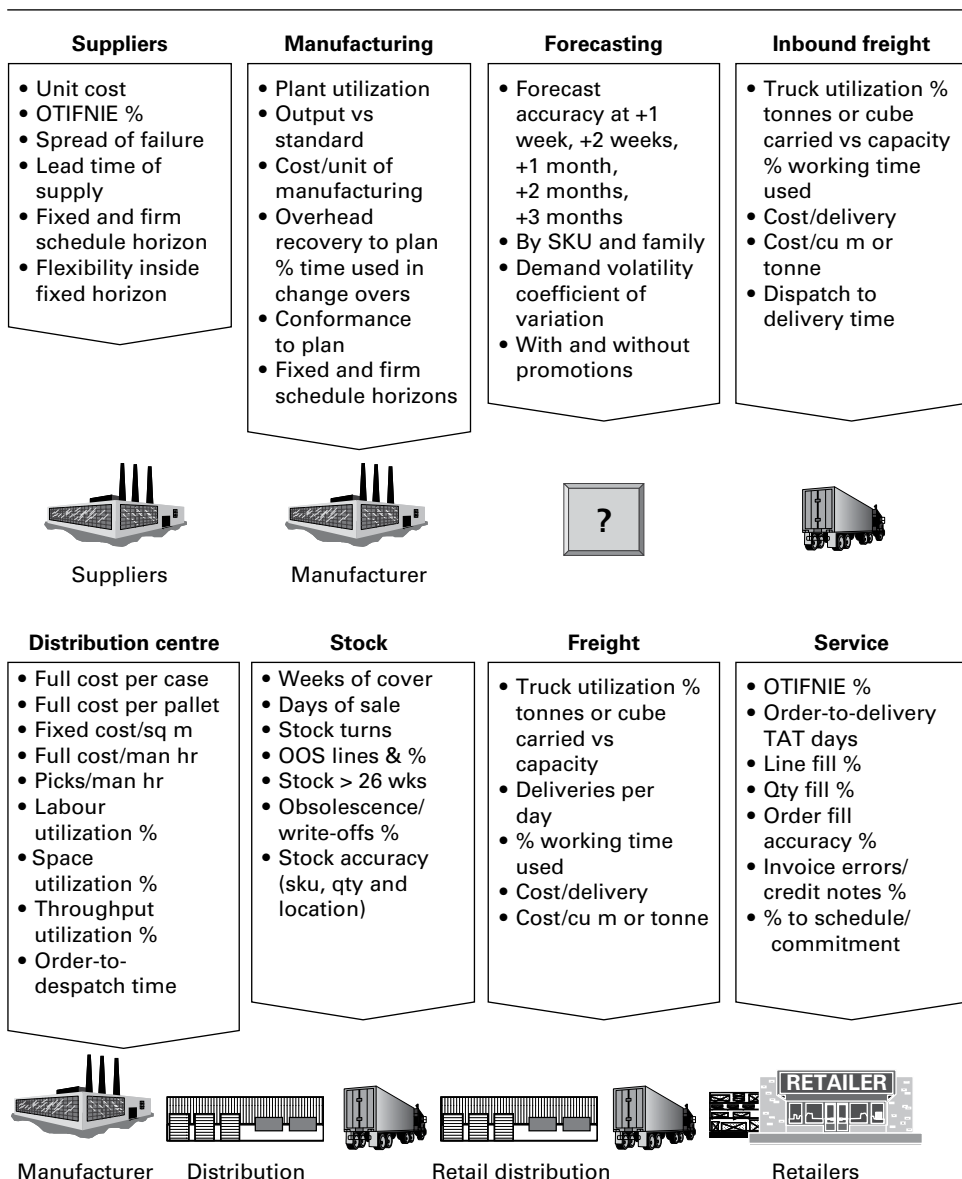 Suppliers
• Unit cost
• OTIFNIE %
• Spread of failure
• Lead time of
supply
• Fixed and firm
schedule horizon
• Flexibility inside
fixed horizon
Manufacturing
• Plant utilization
• Output vs
standard
• Cost/unit of
manufacturing
• Overhead
recovery to plan
% time used in
change overs
• Conformance
to plan
• Fixed and firm
schedule horizons
Forecasting
• Forecast
accuracy at +1
week, +2 weeks,
+1 month,
+2 months,
+3 months
• By SKU and family
• Demand volatility
coefficient of
variation
• With and without
promotions
Inbound freight
• Truck utilization %
tonnes or cube
carried vs capacity
% working time
used
• Cost/delivery
• Cost/cu m or
tonne
• Dispatch to
delivery time
Suppliers
Manufacturer
?
Distribution centre
• Full cost per case
• Full cost per pallet
• Fixed cost/sq m
• Full cost/man hr
• Picks/man hr
• Labour
utilization %
• Space
utilization %
• Throughput
utilization %
• Order-to-
despatch time
Stock
• Weeks of cover
• Days of sale
• Stock turns
• OOS lines & %
• Stock > 26 wks
• Obsolescence/
write-offs %
• Stock accuracy
(sku, qty and
location)
Freight
• Truck utilization %
tonnes or cube
carried vs
capacity
• Deliveries per
day
• % working time
used
• Cost/delivery
• Cost/cu m or tonne
Service
• OTIFNIE %
• Order-to-delivery
TAT days
• Line fill %
• Qty fill %
• Order fill
accuracy %
• Invoice errors/
credit notes %
• % to schedule/
commitment
RETAILER
Manufacturer
Distribution
Retail distribution
Retailers